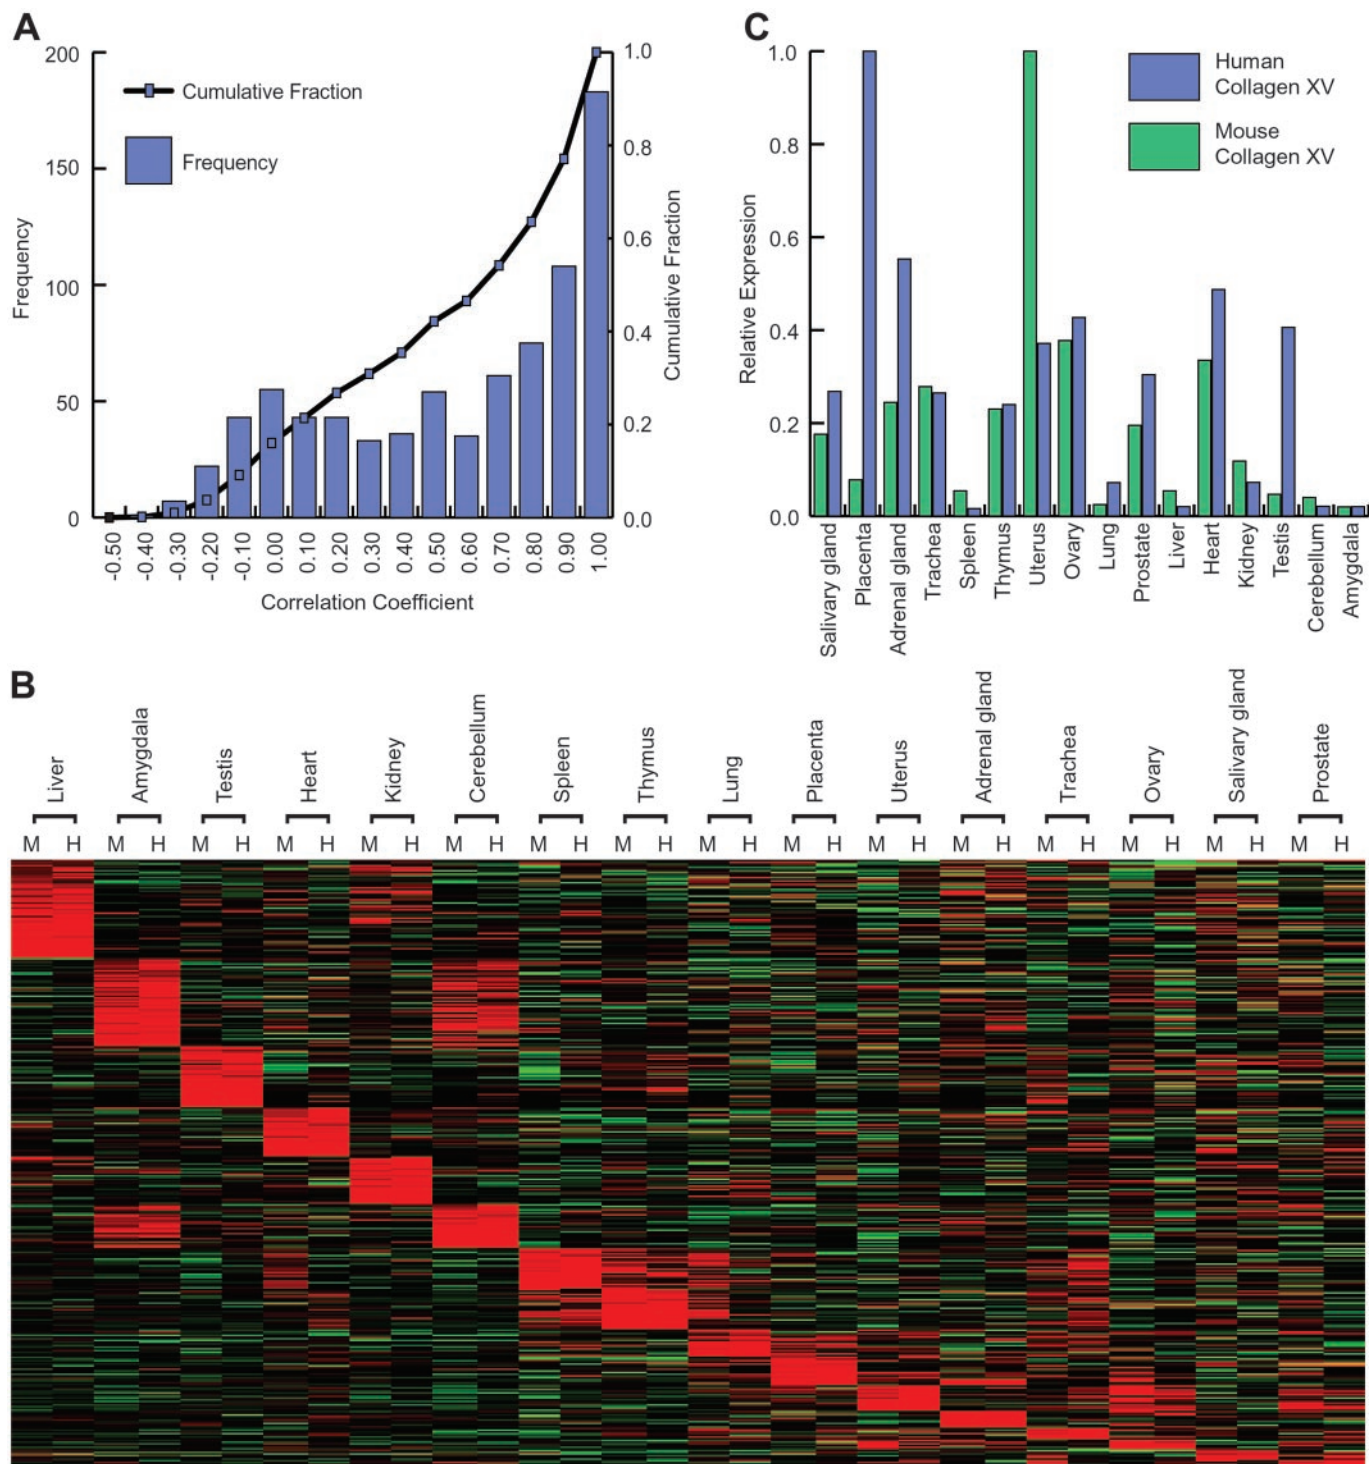 A
200
150
100
50
0
Frequency
Cumulative Fraction
Frequency
1.0
0.8
0.6
0.4
0.2
0.0
Cumulative Fraction
-0.50
-0.40
-0.30
-0.20
-0.10
0.00
0.10
0.20
0.30
0.40
0.50
0.60
0.70
0.80
0.90
1.00
Correlation Coefficient
C
1.0
0.8
0.6
0.4
0.2
0.0
Relative Expression
Human
Collagen XV
Mouse
Collagen XV
Salivary gland
Placenta
Adrenal gland
Trachea
Spleen
Thymus
Uterus
Ovary
Lung
Prostate
Liver
Heart
Kidney
Testis
Cerebellum
Amygdala
B
Liver
Amygdala
Testis
Heart
Kidney
Cerebellum
Spleen
Thymus
Lung
Placenta
Uterus
Adrenal gland
Trachea
Ovary
Salivary gland
Prostate
M H M H M H M H M H M H M H M H M H M H M H M H M H M H M H M H